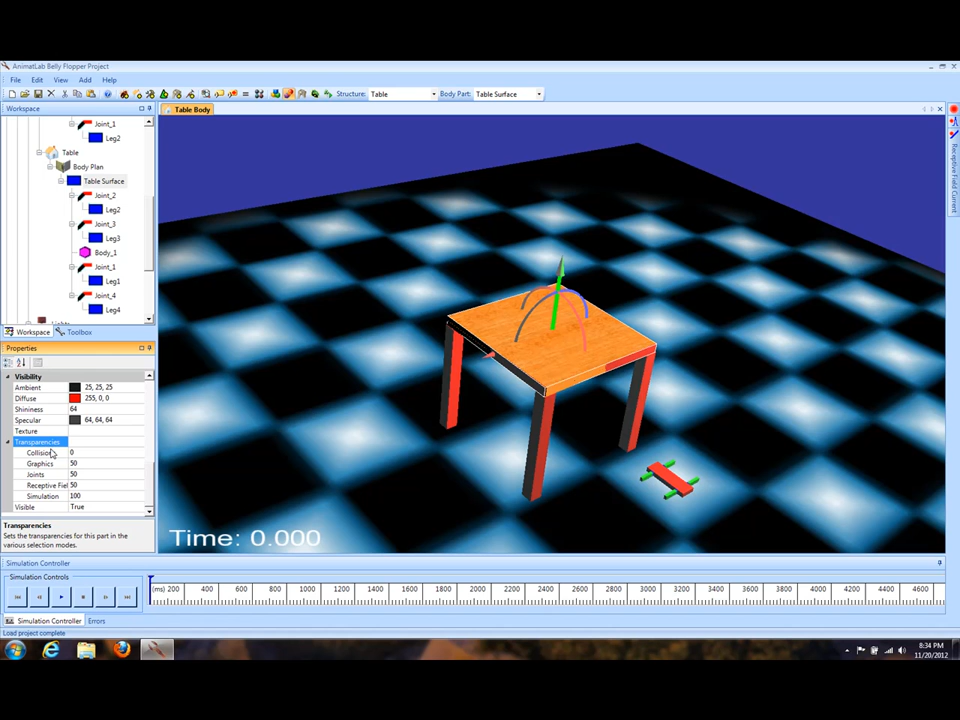 AnimatLab Belly Flopper Project
File Edit View Add Help
Structure: Table Body Part: Table Surface
Workspace
Table Body
Joint_1
Leg2
Table
Body Plan
Table Surface
Joint_2
Leg2
Joint_3
Leg3
Body_1
Joint_1
Leg1
Joint_4
Leg4
Workspace Toolbox
Receptive Field Current
Properties
Visibility
Ambient 25, 25, 25
Diffuse 255, 0, 0
Shininess 64
Specular 64, 64, 64
Texture
Transparencies
Collision 0
Graphics 50
Joints 50
Receptive Fiel 50
Simulation 100
Visible True
Transparencies
Sets the transparencies for this part in the
various selection modes.
Time: 0.000
Simulation Controller
Simulation Controls
(ms) 200 400 600 800 1000 1200 1400 1600 1800 2000 2200 2400 2600 2800 3000 3200 3400 3600 3800 4000 4200 4400 4600
Simulation Controller Errors
Load project complete
8:34 PM
11/20/2012